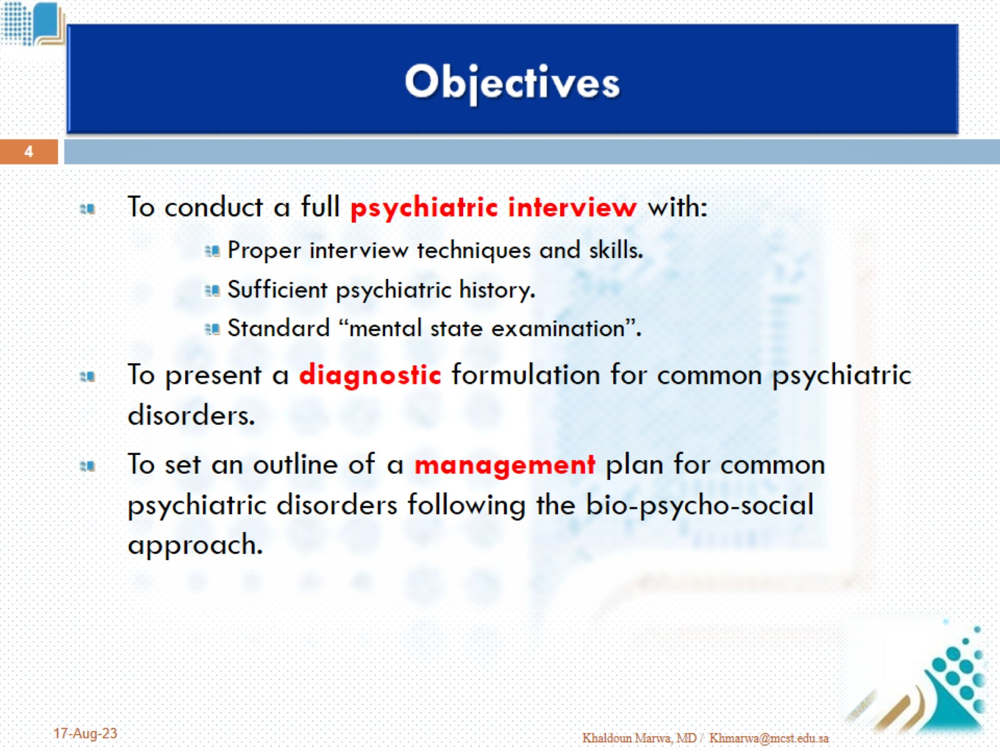 Objectives
4
To conduct a full psychiatric interview with:
Proper interview techniques and skills.
Sufficient psychiatric history.
Standard “mental state examination”.
To present a diagnostic formulation for common psychiatric
disorders.
To set an outline of a management plan for common
psychiatric disorders following the bio-psycho-social
approach.
17-Aug-23
Khaldoun Marwa, MD / Khmarwa@mcst.edu.sa